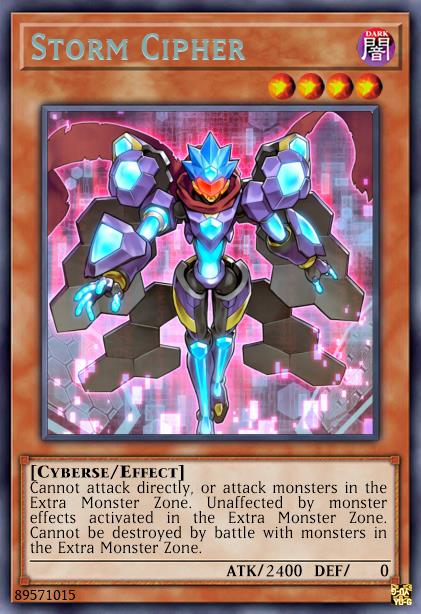 STORM CIPHER
DARK
闇
[CYBERSE/EFFECT]
Cannot attack directly, or attack monsters in the
Extra Monster Zone. Unaffected by monster
effects activated in the Extra Monster Zone.
Cannot be destroyed by battle with monsters in
the Extra Monster Zone.
ATK/2400 DEF/ 0
89571015